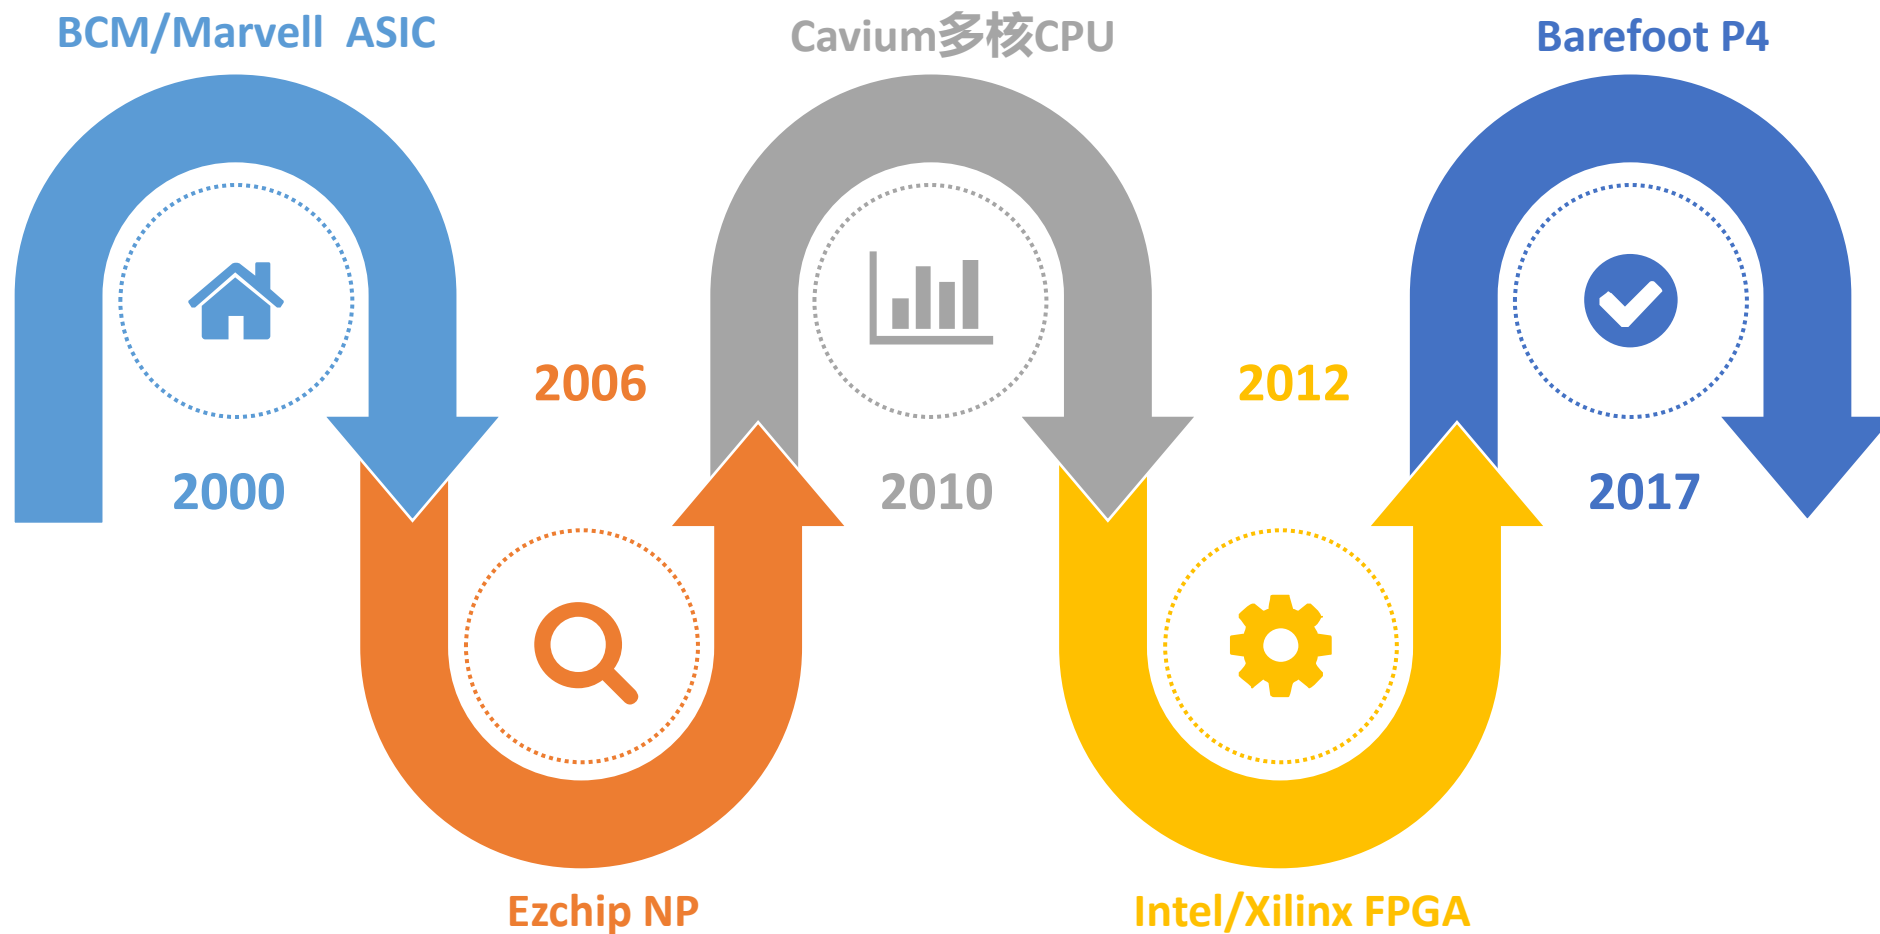 BCM/Marvell ASIC
2000
2006
Ezchip NP
Cavium多核CPU
2010
2012
Intel/Xilinx FPGA
Barefoot P4
2017